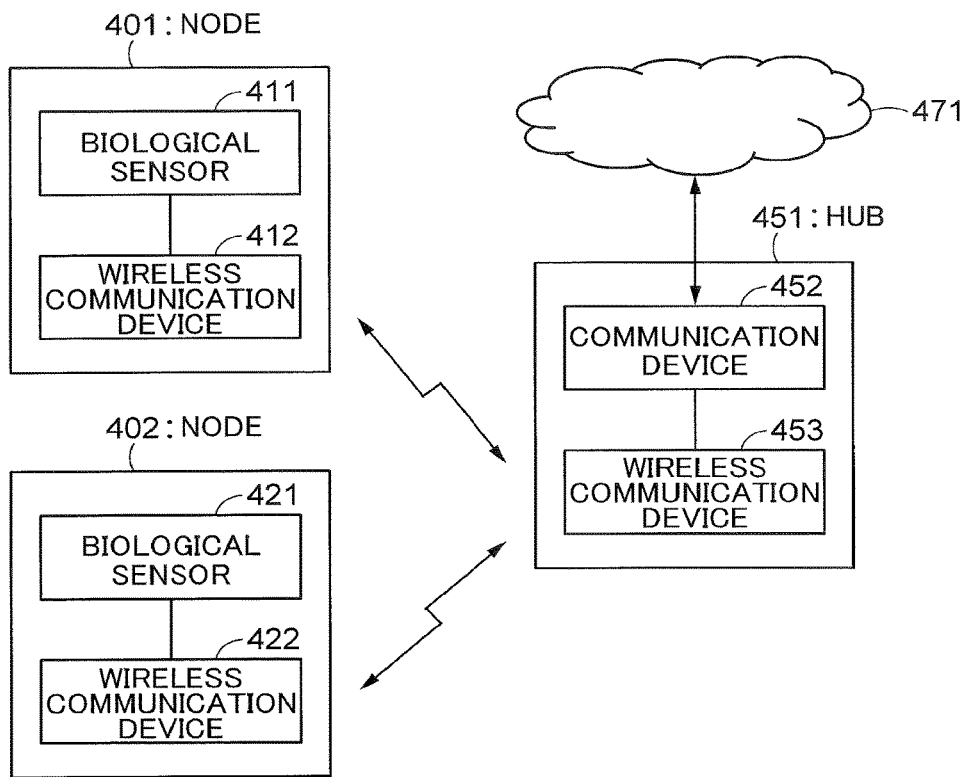 401:NODE
411
BIOLOGICAL
SENSOR
412
WIRELESS
COMMUNICATION
DEVICE
402:NODE
421
BIOLOGICAL
SENSOR
422
WIRELESS
COMMUNICATION
DEVICE
471
451:HUB
452
COMMUNICATION
DEVICE
453
WIRELESS
COMMUNICATION
DEVICE